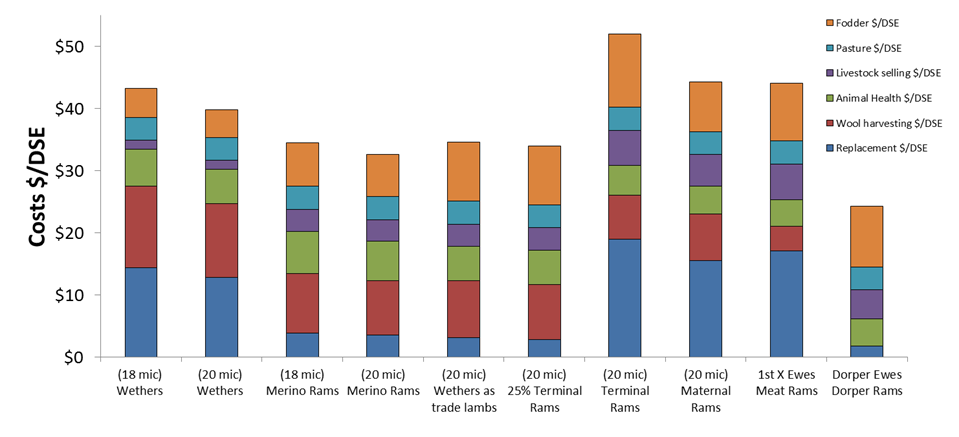 Costs $/DSE
$50
$40
$30
$20
$10
$0
Fodder $/DSE
Pasture $/DSE
Livestock selling $/DSE
Animal Health $/DSE
Wool harvesting $/DSE
Replacement $/DSE
(18 mic)
Wethers
(20 mic)
Wethers
(18 mic)
Merino Rams
(20 mic)
Merino Rams
(20 mic)
Wethers as
trade lambs
(20 mic)
25% Terminal
Rams
(20 mic)
Terminal
Rams
(20 mic)
Maternal
Rams
1st X Ewes
Meat Rams
Dorper Ewes
Dorper Rams